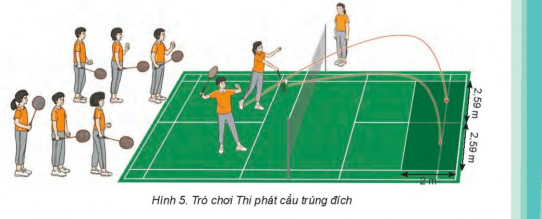 2,59 m
2,59 m
2 m
Hình 5. Trò chơi Thi phát cầu trúng đích